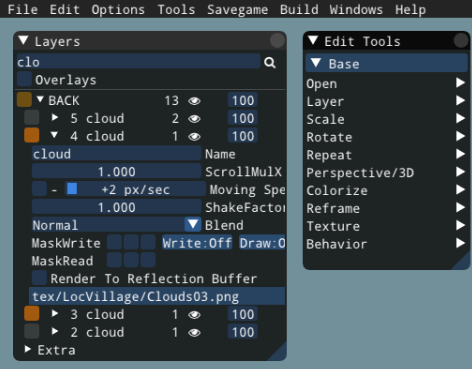 File Edit Options Tools Savegame Build Windows Help
Layers
clo
Overlays
BACK 13 100
5 cloud 2 100
4 cloud 1 100
cloud Name
1.000 ScrollMulX
- +2 px/sec Moving Spe
1.000 ShakeFactor
Normal Blend
MaskWrite Write:Off Draw:O
MaskRead
Render To Reflection Buffer
tex/LocVillage/Clouds03.png
3 cloud 1 100
2 cloud 1 100
Extra
Edit Tools
Base
Open
Layer
Scale
Rotate
Repeat
Perspective/3D
Colorize
Reframe
Texture
Behavior